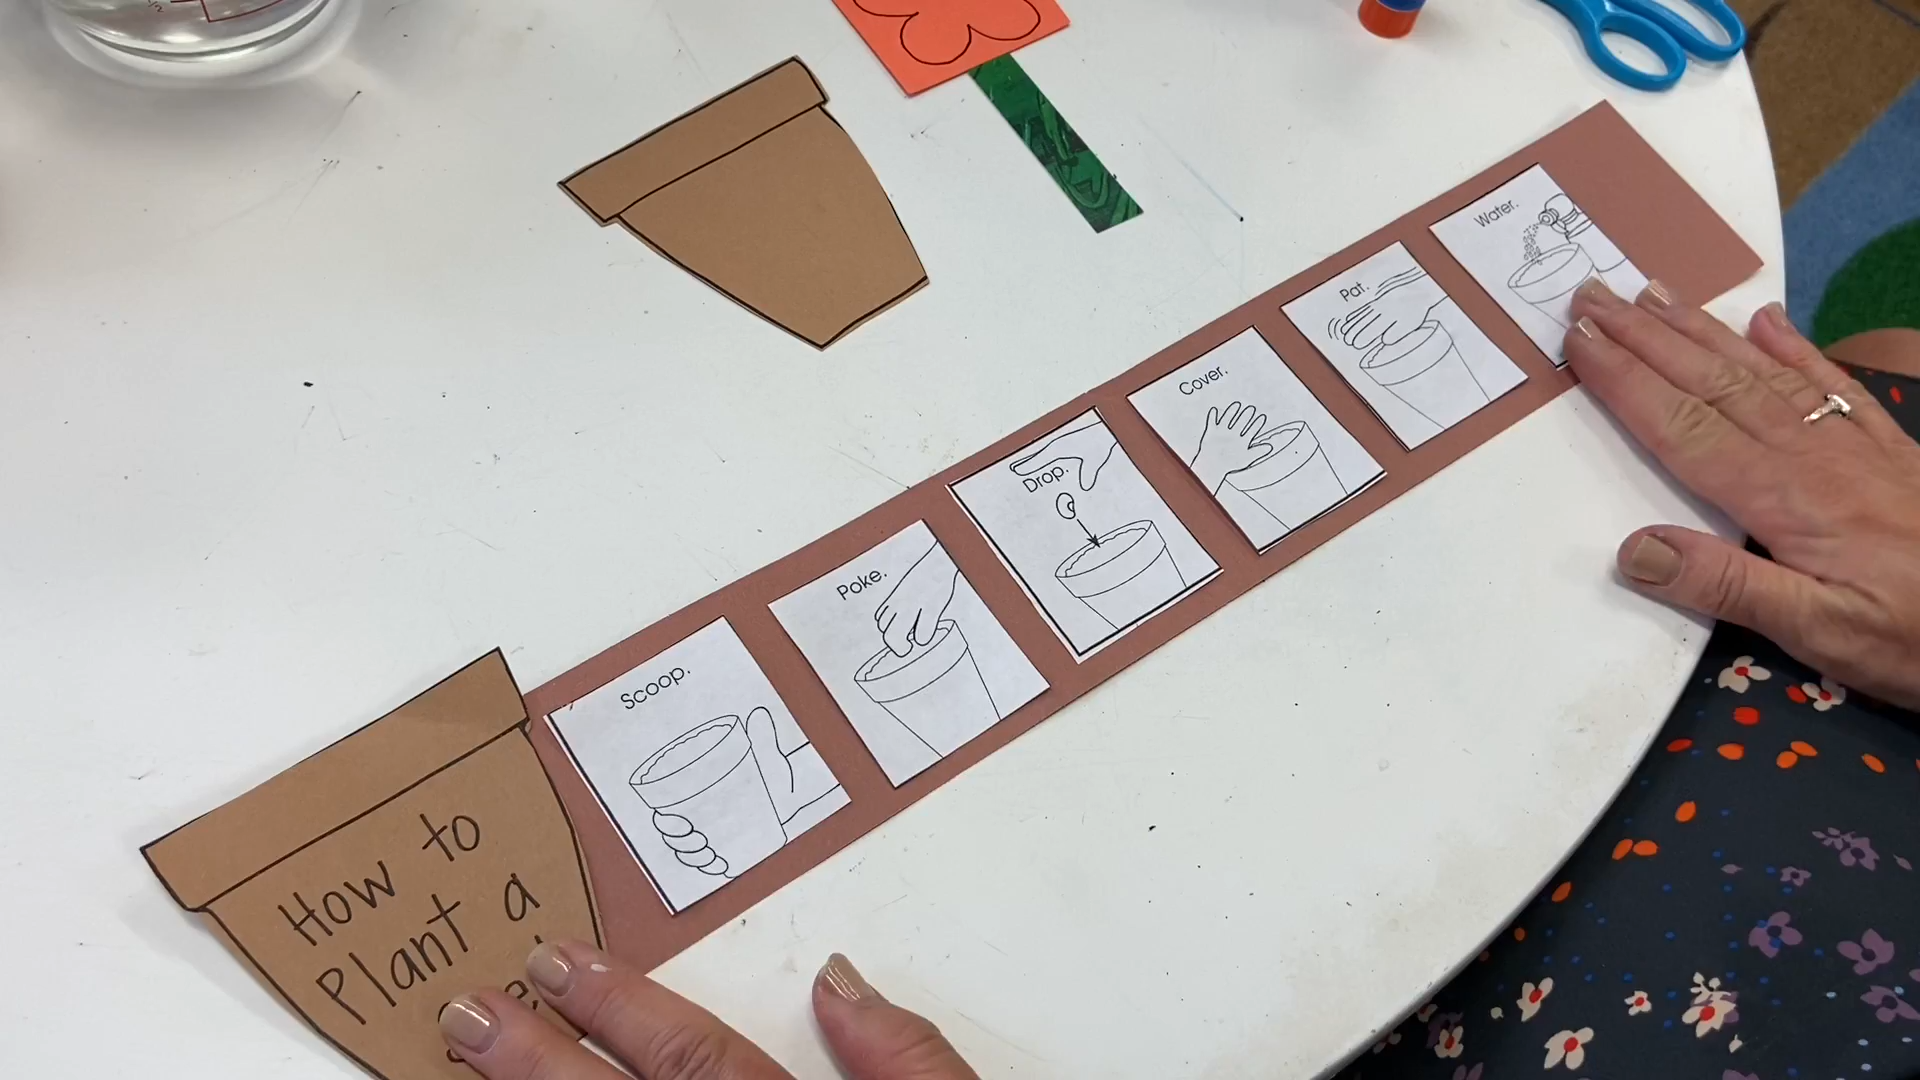 How to
Plant a
Scoop.
Poke.
Drop.
Cover.
Pat.
Water.